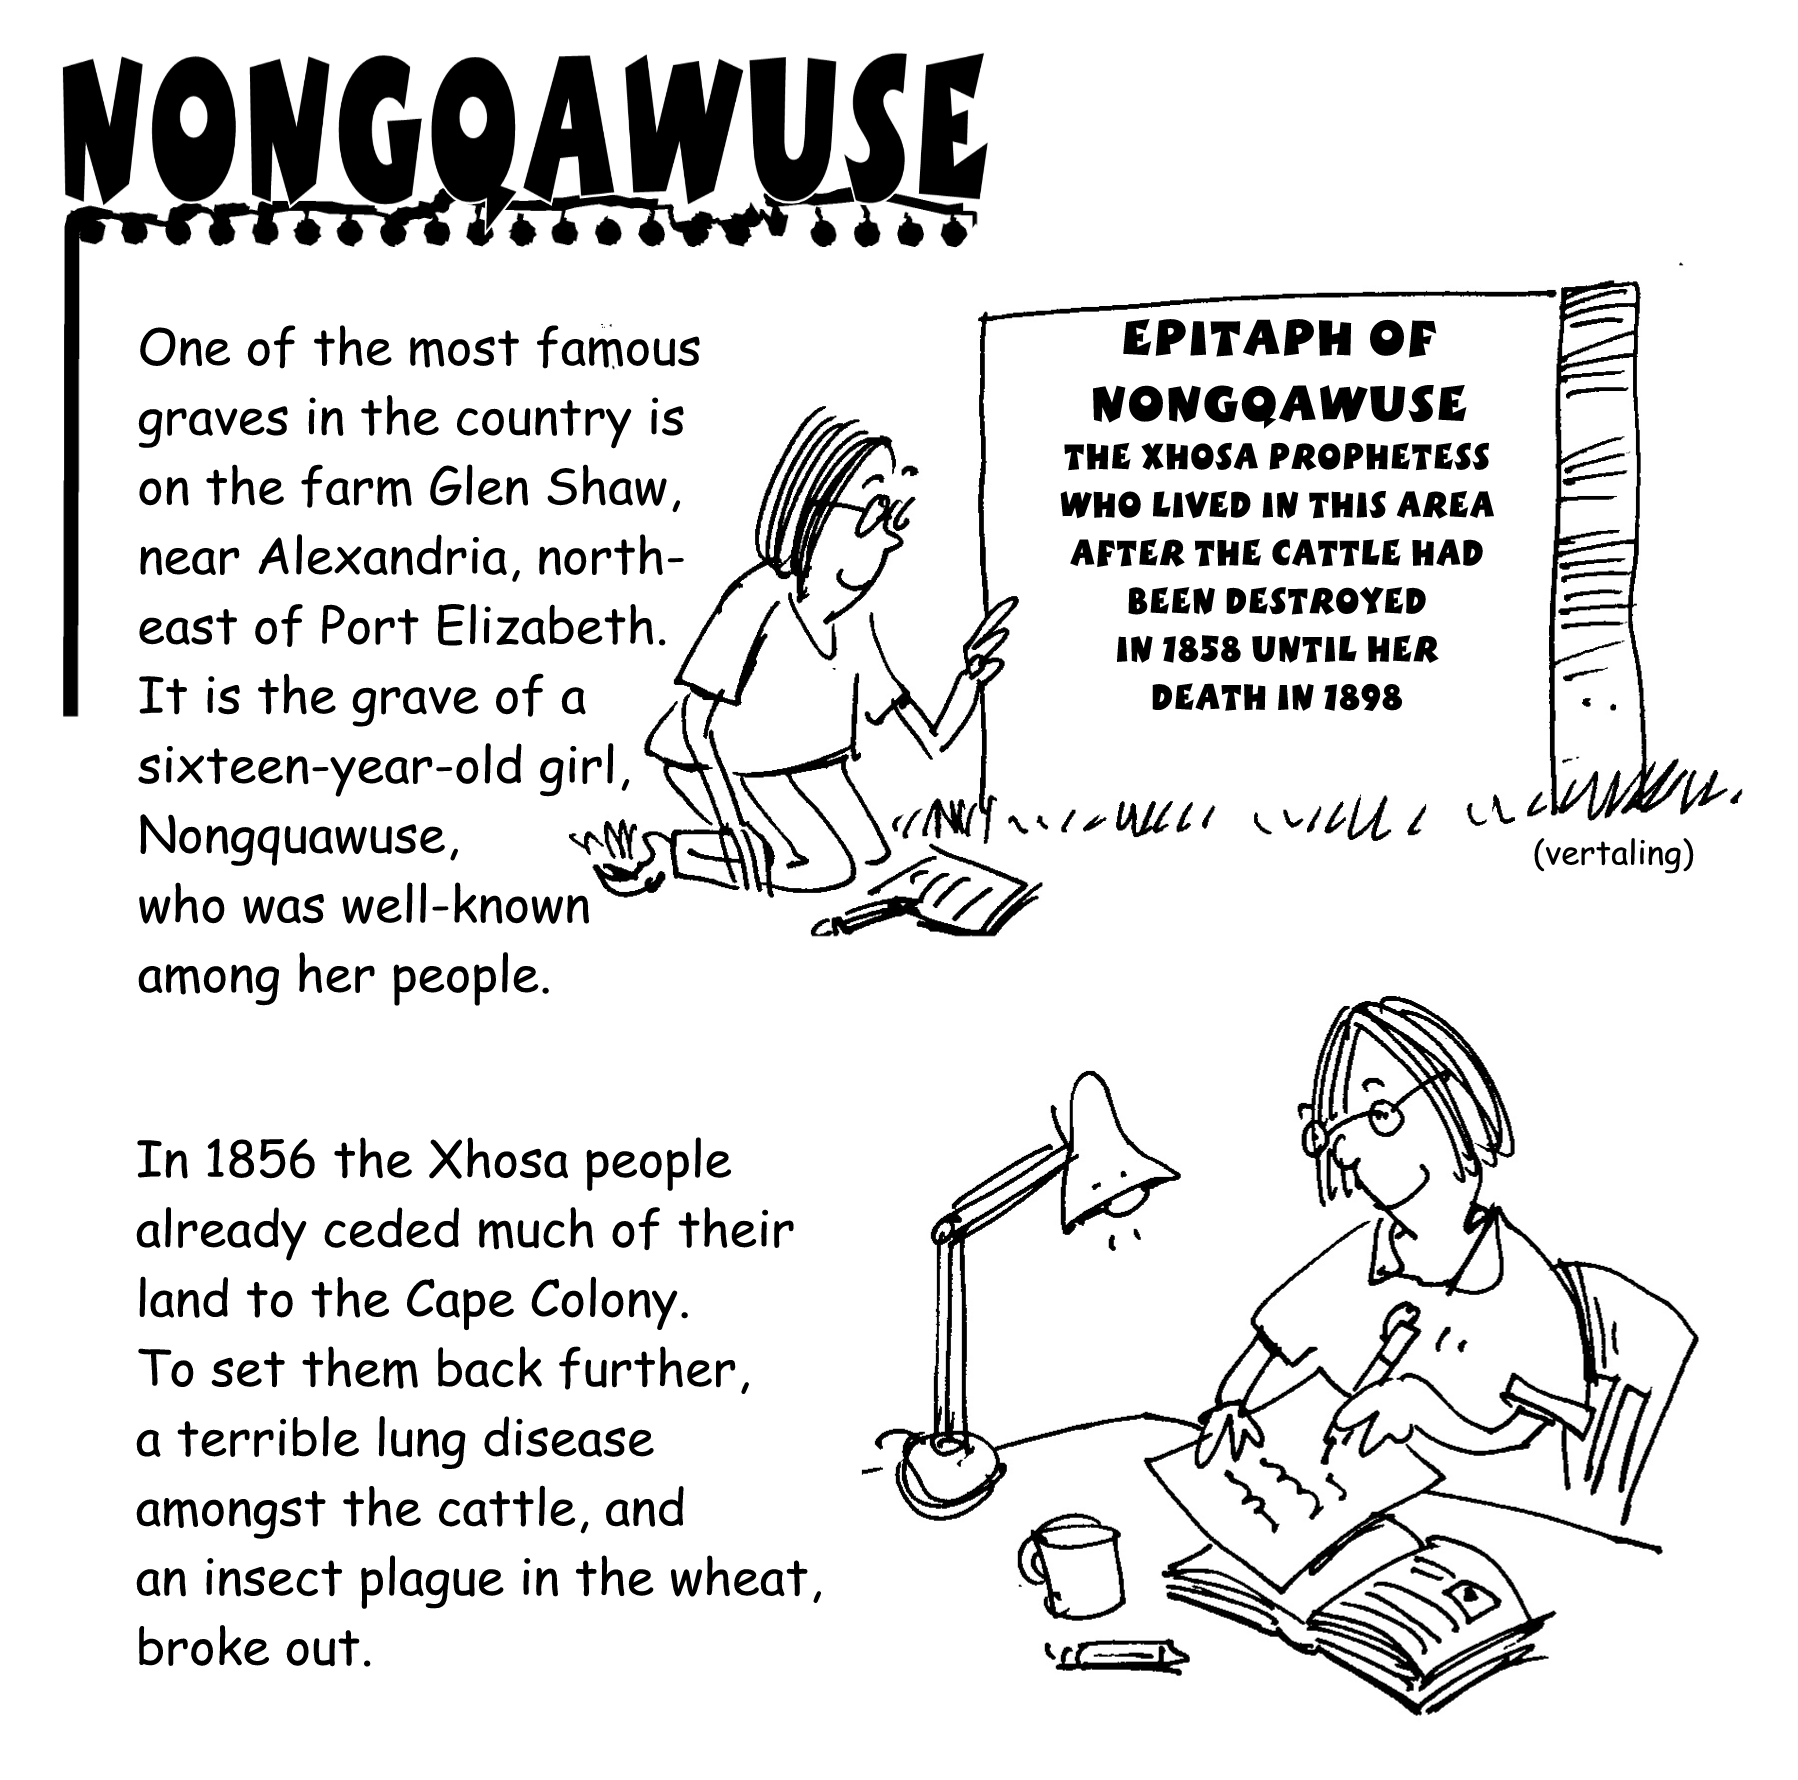 NONGQAWUSE
One of the most famous
graves in the country is
on the farm Glen Shaw,
near Alexandria, north-
east of Port Elizabeth.
It is the grave of a
sixteen-year-old girl,
Nongquawuse,
who was well-known
among her people.
EPITAPH OF
NONGQAWUSE
THE XHOSA PROPHETESS
WHO LIVED IN THIS AREA
AFTER THE CATTLE HAD
BEEN DESTROYED
IN 1858 UNTIL HER
DEATH IN 1898
(vertaling)
In 1856 the Xhosa people
already ceded much of their
land to the Cape Colony.
To set them back further,
a terrible lung disease
amongst the cattle, and
an insect plague in the wheat,
broke out.